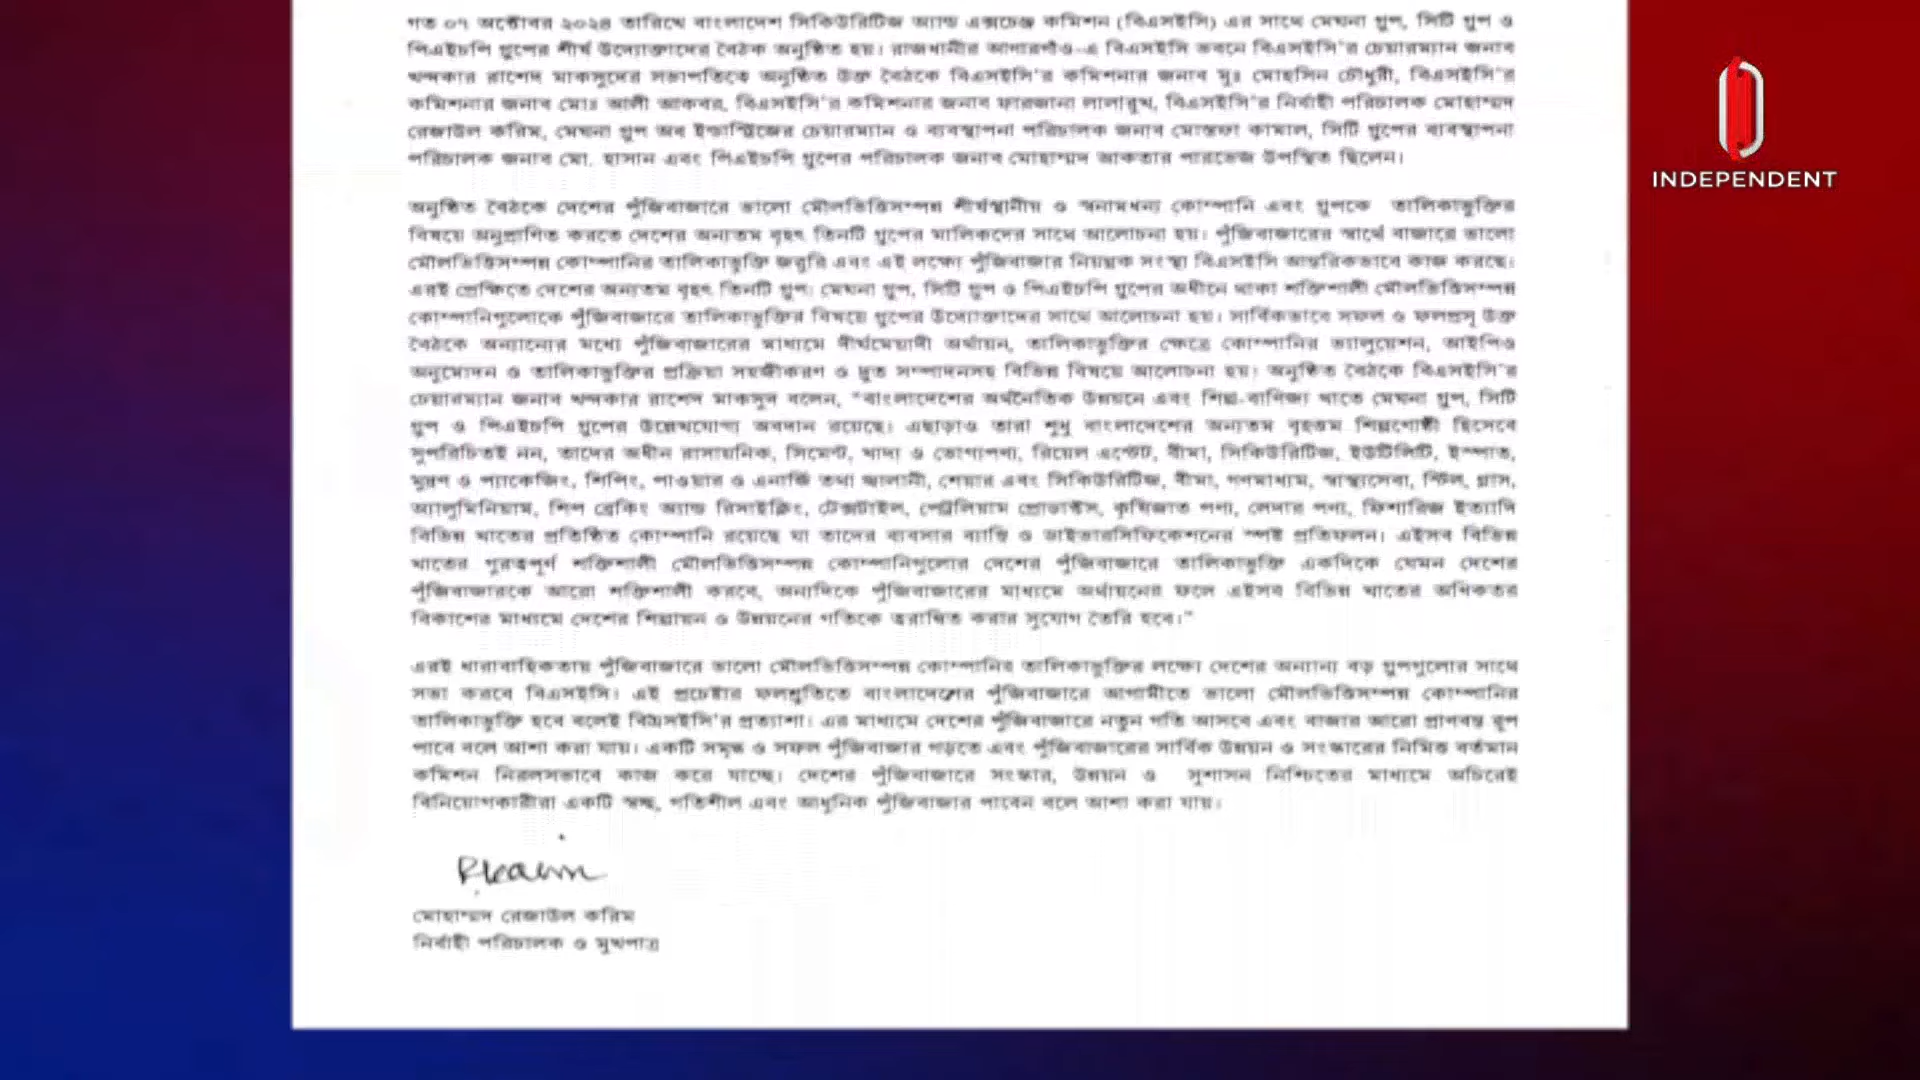 গত ০৭ অক্টোবর ২০২৪ তারিখে বাংলাদেশ সিকিউরিটিজ অ্যান্ড এক্সচেঞ্জ কমিশন (বিএসইসি) এর সাথে মেঘনা গ্রুপ, সিটি গ্রুপ ও
পিএইচপি গ্রুপের শীর্ষ উদ্যোক্তাদের বৈঠক অনুষ্ঠিত হয়। রাজধানীর আগারগাঁও-এ বিএসইসি ভবনে বিএসইসি'র চেয়ারম্যান জনাব
খন্দকার রাশেদ মাকসুদের সভাপতিত্বে অনুষ্ঠিত উক্ত বৈঠকে বিএসইসি'র কমিশনার জনাব মুঃ মোহসিন চৌধুরী, বিএসইসি'র
কমিশনার জনাব মোঃ আলী আকবর, বিএসইসি'র কমিশনার জনাব ফারজানা লালারুখ, বিএসইসি'র নির্বাহী পরিচালক মোহাম্মদ
রেজাউল করিম, মেঘনা গ্রুপ অব ইন্ডাস্ট্রিজের চেয়ারম্যান ও ব্যবস্থাপনা পরিচালক জনাব মোস্তফা কামাল, সিটি গ্রুপের ব্যবস্থাপনা
পরিচালক জনাব মো. হাসান এবং পিএইচপি গ্রুপের পরিচালক জনাব মোহাম্মদ আকতার পারভেজ উপস্থিত ছিলেন।
অনুষ্ঠিত বৈঠকে দেশের পুঁজিবাজারে ভালো মৌলভিত্তিসম্পন্ন শীর্ষস্থানীয় ও স্বনামধন্য কোম্পানি এবং গ্রুপকে তালিকাভুক্তির
বিষয়ে অনুপ্রাণিত করতে দেশের অন্যতম বৃহৎ তিনটি গ্রুপের মালিকদের সাথে আলোচনা হয়। পুঁজিবাজারের স্বার্থে বাজারে ভালো
মৌলভিত্তিসম্পন্ন কোম্পানির তালিকাভুক্তি জরুরি এবং এই লক্ষ্যে পুঁজিবাজার নিয়ন্ত্রক সংস্থা বিএসইসি আন্তরিকভাবে কাজ করছে।
এরই প্রেক্ষিতে দেশের অন্যতম বৃহৎ তিনটি গ্রুপ: মেঘনা গ্রুপ, সিটি গ্রুপ ও পিএইচপি গ্রুপের অধীনে থাকা শক্তিশালী মৌলভিত্তিসম্পন্ন
কোম্পানিগুলোকে পুঁজিবাজারে তালিকাভুক্তির বিষয়ে গ্রুপের উদ্যোক্তাদের সাথে আলোচনা হয়। সার্বিকভাবে সফল ও ফলপ্রসূ উক্ত
বৈঠকে অন্যান্যের মধ্যে পুঁজিবাজারের মাধ্যমে দীর্ঘমেয়াদী অর্থায়ন, তালিকাভুক্তির ক্ষেত্রে কোম্পানির ভ্যালুয়েশন, আইপিও
অনুমোদন ও তালিকাভুক্তির প্রক্রিয়া সহজীকরণ ও দ্রুত সম্পাদনসহ বিভিন্ন বিষয়ে আলোচনা হয়। অনুষ্ঠিত বৈঠকে বিএসইসি'র
চেয়ারম্যান জনাব খন্দকার রাশেদ মাকসুদ বলেন, "বাংলাদেশের অর্থনৈতিক উন্নয়নে এবং শিল্প-বাণিজ্য খাতে মেঘনা গ্রুপ, সিটি
গ্রুপ ও পিএইচপি গ্রুপের উল্লেখযোগ্য অবদান রয়েছে। এছাড়াও তারা শুধু বাংলাদেশের অন্যতম বৃহত্তম শিল্পগোষ্ঠী হিসেবে
সুপরিচিতই নন, তাদের অধীন রাসায়নিক, সিমেন্ট, খাদ্য ও ভোগ্যপণ্য, রিয়েল এস্টেট, বীমা, সিকিউরিটিজ, ইউটিলিটি, ইস্পাত,
মুদ্রণ ও প্যাকেজিং, শিপিং, পাওয়ার ও এনার্জি তথা জ্বালানী, শেয়ার এবং সিকিউরিটিজ, বীমা, গণমাধ্যম, স্বাস্থ্যসেবা, স্টিল, গ্লাস,
অ্যালুমিনিয়াম, শিপ ব্রেকিং অ্যান্ড রিসাইক্লিং, টেক্সটাইল, পেট্রোলিয়াম প্রোডাক্টস, কৃষিজাত পণ্য, লেদার পণ্য, ফিশারিজ ইত্যাদি
বিভিন্ন খাতের প্রতিষ্ঠিত কোম্পানি রয়েছে যা তাদের ব্যবসার ব্যাপ্তি ও ডাইভারসিফিকেশনের স্পষ্ট প্রতিফলন। এইসব বিভিন্ন
খাতের গুরুত্বপূর্ণ শক্তিশালী মৌলভিত্তিসম্পন্ন কোম্পানিগুলোর দেশের পুঁজিবাজারে তালিকাভুক্তি একদিকে যেমন দেশের
পুঁজিবাজারকে আরো শক্তিশালী করবে, অন্যদিকে পুঁজিবাজারের মাধ্যমে অর্থায়নের ফলে এইসব বিভিন্ন খাতের অধিকতর
বিকাশের মাধ্যমে দেশের শিল্পায়ন ও উন্নয়নের গতিকে ত্বরান্বিত করার সুযোগ তৈরি হবে।"
এরই ধারাবাহিকতায় পুঁজিবাজারে ভালো মৌলভিত্তিসম্পন্ন কোম্পানির তালিকাভুক্তির লক্ষ্যে দেশের অন্যান্য বড় গ্রুপগুলোর সাথে
সভা করবে বিএসইসি। এই প্রচেষ্টার ফলশ্রুতিতে বাংলাদেশের পুঁজিবাজারে আগামীতে ভালো মৌলভিত্তিসম্পন্ন কোম্পানির
তালিকাভুক্তি হবে বলেই বিএসইসি'র প্রত্যাশা। এর মাধ্যমে দেশের পুঁজিবাজারে নতুন গতি আসবে এবং বাজার আরো প্রাণবন্ত রূপ
পাবে বলে আশা করা যায়। একটি সমৃদ্ধ ও সফল পুঁজিবাজার গড়তে এবং পুঁজিবাজারের সার্বিক উন্নয়ন ও সংস্কারের নিমিত্ত বর্তমান
কমিশন নিরলসভাবে কাজ করে যাচ্ছে। দেশের পুঁজিবাজারে সংস্কার, উন্নয়ন ও সুশাসন নিশ্চিতের মাধ্যমে অচিরেই
বিনিয়োগকারীরা একটি স্বচ্ছ, গতিশীল এবং আধুনিক পুঁজিবাজার পাবেন বলে আশা করা যায়।
Rkarim
মোহাম্মদ রেজাউল করিম
নির্বাহী পরিচালক ও মুখপাত্র
INDEPENDENT